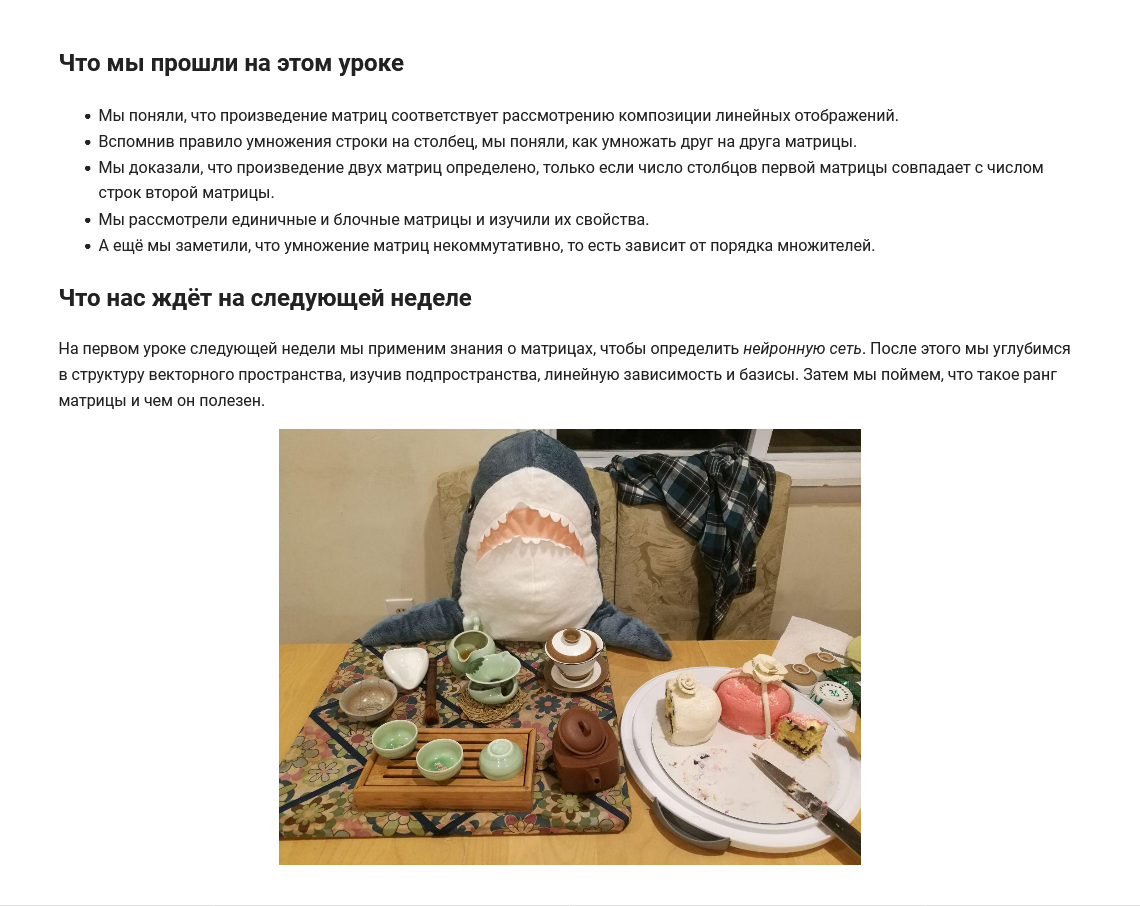 Что мы прошли на этом уроке
Мы поняли, что произведение матриц соответствует рассмотрению композиции линейных отображений.
Вспомнив правило умножения строки на столбец, мы поняли, как умножать друг на друга матрицы.
Мы доказали, что произведение двух матриц определено, только если число столбцов первой матрицы совпадает с числом
строк второй матрицы.
Мы рассмотрели единичные и блочные матрицы и изучили их свойства.
А ещё мы заметили, что умножение матриц некоммутативно, то есть зависит от порядка множителей.
Что нас ждёт на следующей неделе
На первом уроке следующей недели мы применим знания о матрицах, чтобы определить нейронную сеть. После этого мы углубимся
в структуру векторного пространства, изучив подпространства, линейную зависимость и базисы. Затем мы поймем, что такое ранг
матрицы и чем он полезен.